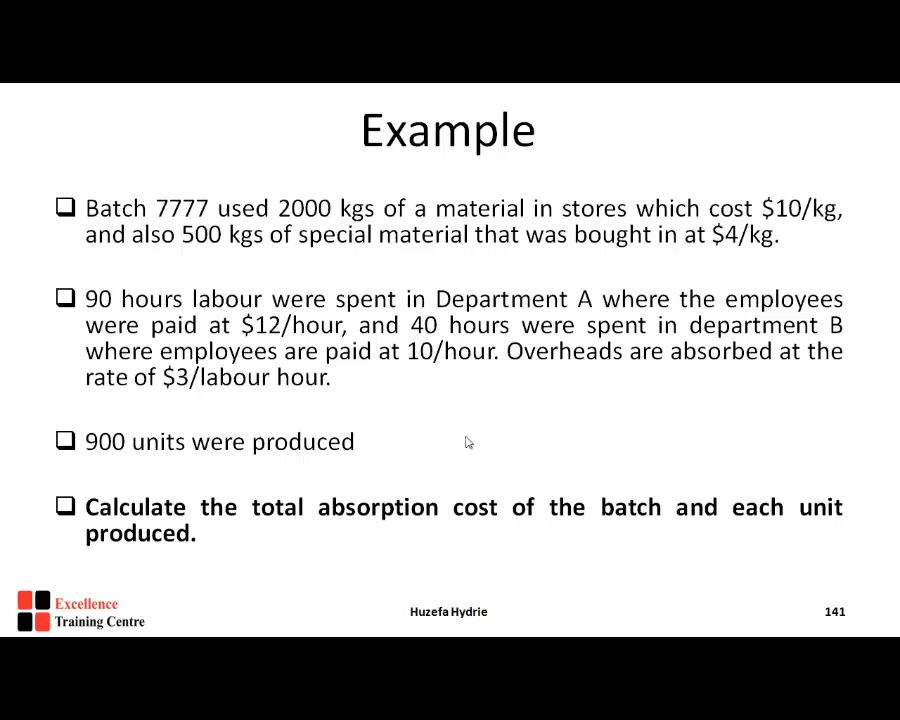 Example
Batch 7777 used 2000 kgs of a material in stores which cost $10/kg,
and also 500 kgs of special material that was bought in at $4/kg.
90 hours labour were spent in Department A where the employees
were paid at $12/hour, and 40 hours were spent in department B
where employees are paid at 10/hour. Overheads are absorbed at the
rate of $3/labour hour.
900 units were produced
Calculate the total absorption cost of the batch and each unit
produced.
Excellence
Training Centre
Huzefa Hydrie
141